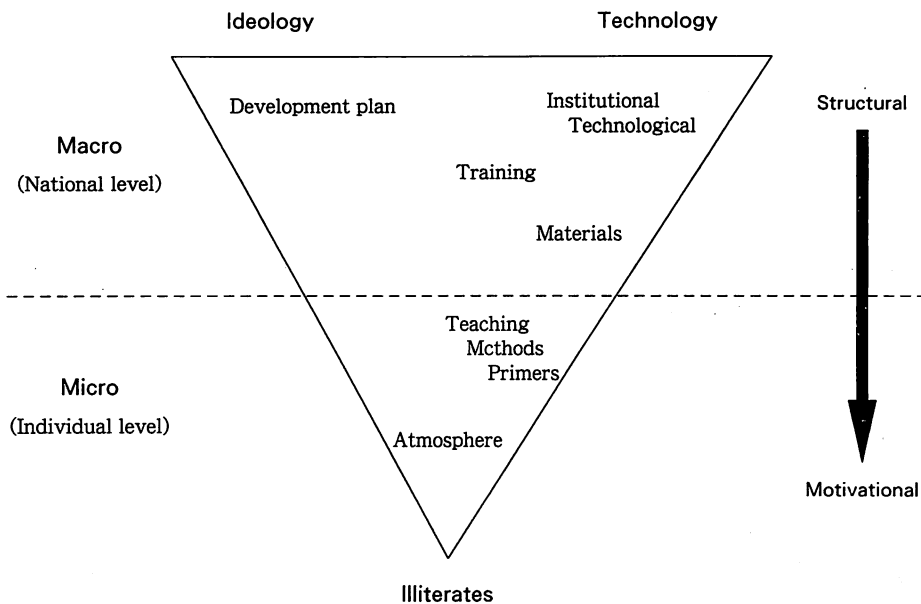 Ideology
Technology
Development plan
Institutional
Technological
Structural
Macro
(National level)
Training
Materials
Teaching
Mcthods
Primers
Micro
(Individual level)
Atmosphere
Motivational
Illiterates